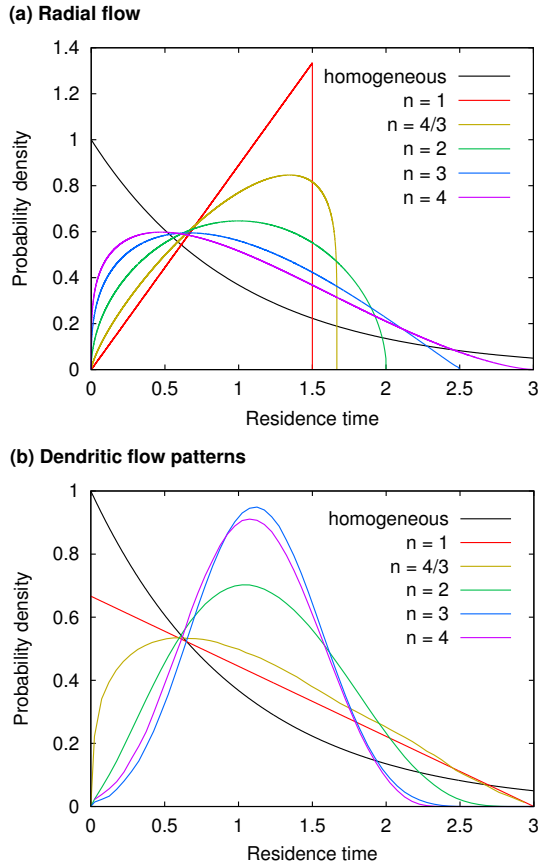 (a) Radial flow
1.4
1.2
1
0.8
0.6
0.4
0.2
0
Probability density
homogeneous
n = 1
n = 4/3
n = 2
n = 3
n = 4
0 0.5 1 1.5 2 2.5 3
Residence time
(b) Dendritic flow patterns
1
0.8
0.6
0.4
0.2
0
Probability density
homogeneous
n = 1
n = 4/3
n = 2
n = 3
n = 4
0 0.5 1 1.5 2 2.5 3
Residence time